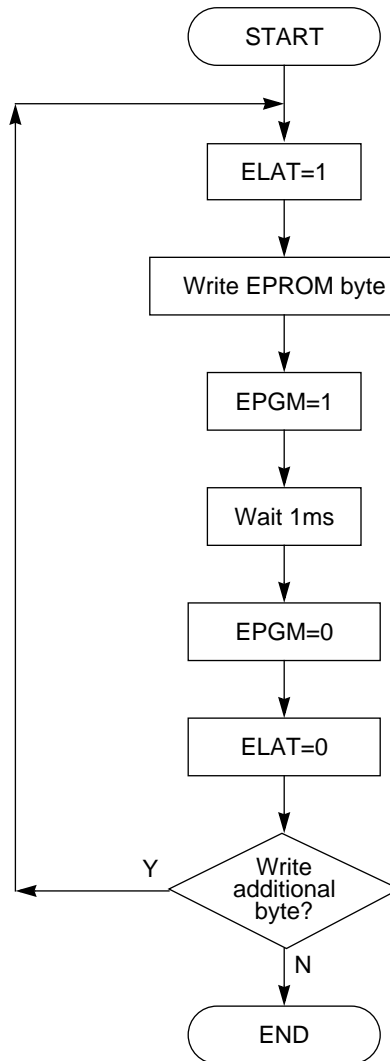 START
ELAT=1
Write EPROM byte
EPGM=1
Wait 1ms
EPGM=0
ELAT=0
Write
additional
byte?
Y
N
END